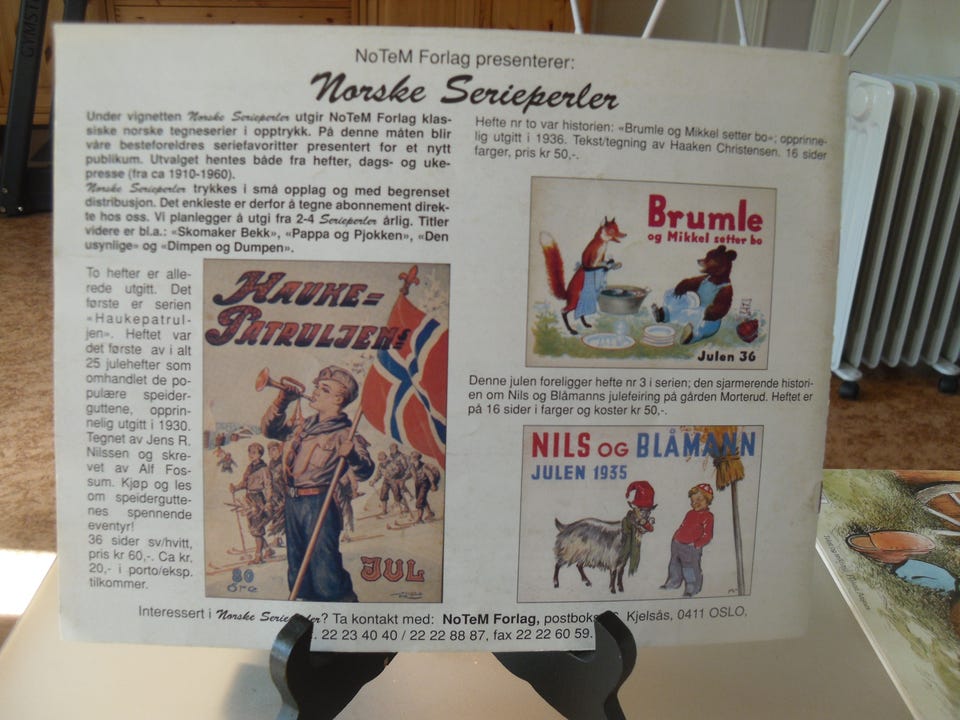 NoTeM Forlag presenterer:
Norske Serieperler
Under vignetten Norske Serieperler utgir NoTeM Forlag klas-
siske norske tegneserier i opptrykk. På denne måten blir
våre besteforeldres seriefavoritter presentert for et nytt
publikum. Utvalget hentes både fra hefter, dags- og uke-
presse (fra ca 1910-1960).
Norske Serieperler trykkes i små opplag og med begrenset
distribusjon. Det enkleste er derfor å tegne abonnement direk-
te hos oss. Vi planlegger å utgi fra 2-4 Serieperler årlig. Titler
videre er bl.a.: «Skomaker Bekk», «Pappa og Pjokken», «Den
usynlige» og «Dimpen og Dumpen».
To hefter er alle-
rede utgitt. Det
første er serien
«Haukepatrul-
jen». Heftet var
det første av i alt
25 julehefter som
omhandlet de po-
pulære speider-
guttene, opprin-
nelig utgitt i 1930.
Tegnet av Jens R.
Nilssen og skre-
vet av Alf Fos-
sum. Kjøp og les
om speidergutte-
nes spennende
eventyr!
36 sider sv/hvitt,
pris kr 60,-. Ca kr.
20,- i porto/eksp.
tilkommer.
HAUKE=
PATRULJENS
80
ØRE
JUL
Hefte nr to var historien: «Brumle og Mikkel setter bo»; opprinne-
lig utgitt i 1936. Tekst/tegning av Haaken Christensen. 16 sider
farger, pris kr 50,-.
Brumle
og Mikkel setter bo
Julen 36
Denne julen foreligger hefte nr 3 i serien; den sjarmerende histori-
en om Nils og Blåmanns julefeiring på gården Morterud. Heftet er
på 16 sider i farger og koster kr 50,-.
NILS OG BLÅMANN
JULEN 1935
Interessert i Norske? Ta kontakt med: NoTeM Forlag, Kjelsås, 0411 OSLO.
22 23 40 40 / 22 22 88 87, fax 22 22 60 59.